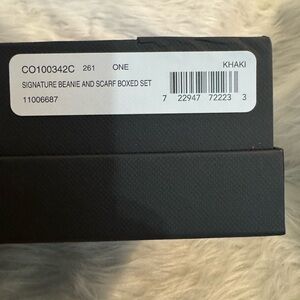 CO100342C 261 ONE KHAKI
SIGNATURE BEANIE AND SCARF BOXED SET
11006687
7 22947 72223 3